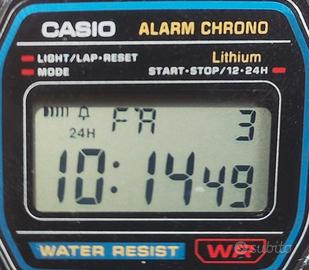 CASIO ALARM CHRONO
LIGHT/LAP·RESET Lithium
MODE START·STOP/12·24H
24H FR 3
10:14 49
WATER RESIST WR
subito